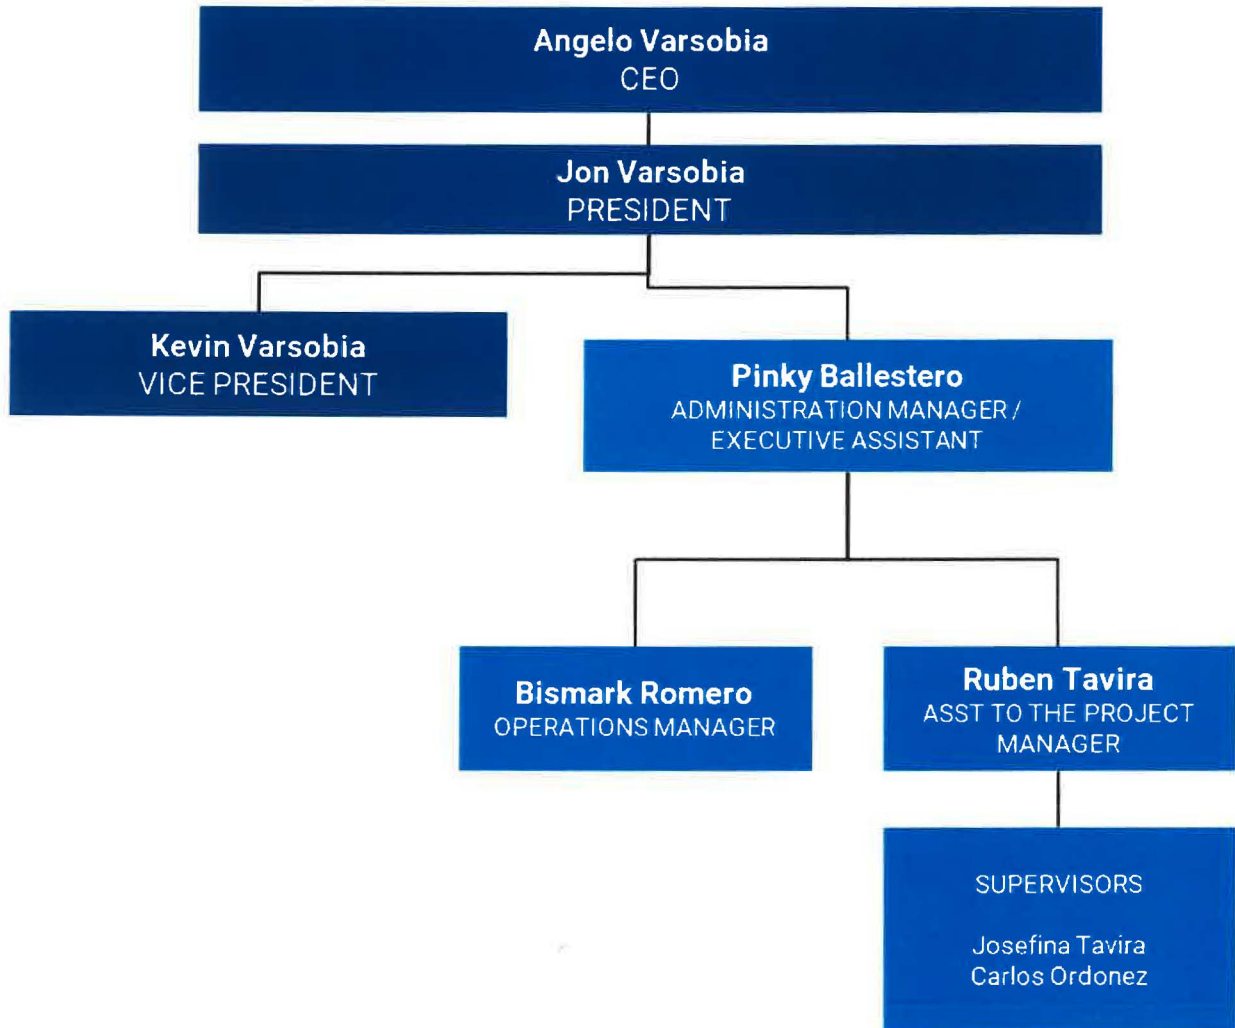 Angelo Varsobia
CEO
Jon Varsobia
PRESIDENT
Kevin Varsobia
VICE PRESIDENT
Pinky Ballestero
ADMINISTRATION MANAGER /
EXECUTIVE ASSISTANT
Bismark Romero
OPERATIONS MANAGER
Ruben Tavira
ASST TO THE PROJECT
MANAGER
SUPERVISORS
Josefina Tavira
Carlos Ordonez